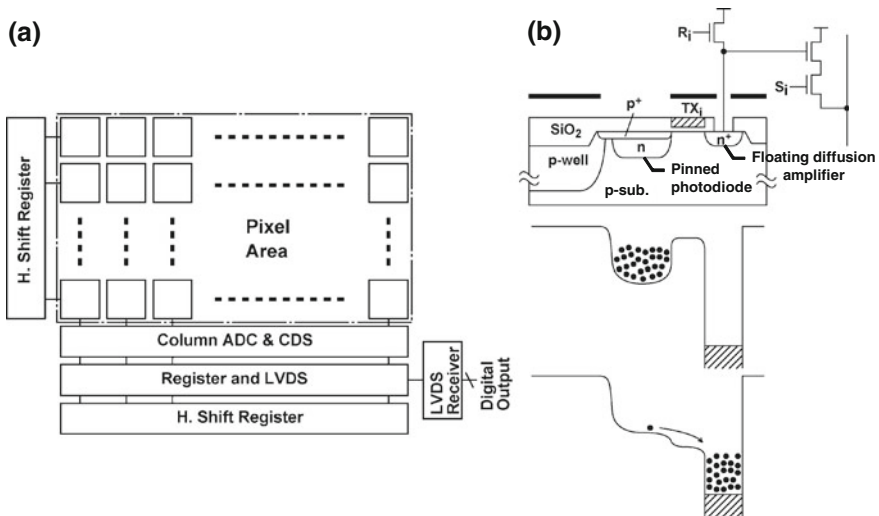 (a)
H. Shift Register
Pixel
Area
Column ADC & CDS
Register and LVDS
H. Shift Register
LVDS
Receiver
Digital
Output
(b)
Ri
Si
p+
TXi
SiO2
n
n+
p-well
Pinned
photodiode
Floating diffusion
amplifier
p-sub.